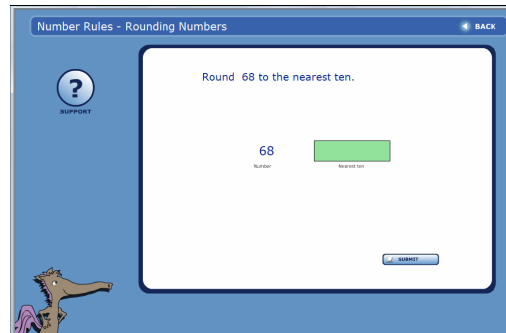 Number Rules - Rounding Numbers
BACK
?
SUPPORT
Round 68 to the nearest ten.
68
Number
Nearest ten
SUBMIT